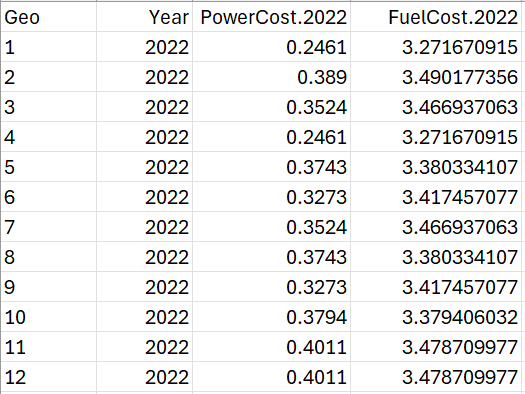 Geo Year PowerCost.2022 FuelCost.2022
1 2022 0.2461 3.271670915
2 2022 0.389 3.490177356
3 2022 0.3524 3.466937063
4 2022 0.2461 3.271670915
5 2022 0.3743 3.380334107
6 2022 0.3273 3.417457077
7 2022 0.3524 3.466937063
8 2022 0.3743 3.380334107
9 2022 0.3273 3.417457077
10 2022 0.3794 3.379406032
11 2022 0.4011 3.478709977
12 2022 0.4011 3.478709977